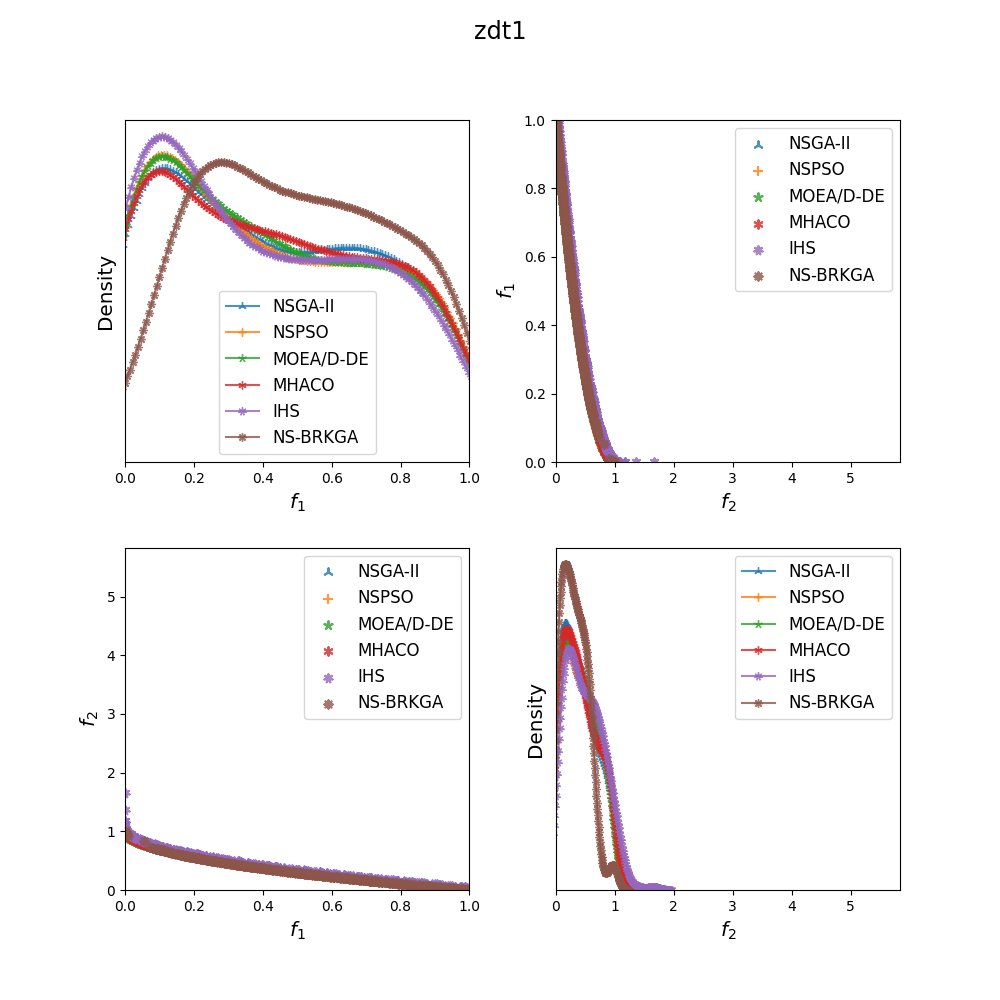 zdt1
Density
NSGA-II
NSPSO
MOEA/D-DE
MHACO
IHS
NS-BRKGA
0.0 0.2 0.4 0.6 0.8 1.0
f1
f1
1.0
0.8
0.6
0.4
0.2
0.0
NSGA-II
NSPSO
MOEA/D-DE
MHACO
IHS
NS-BRKGA
0 1 2 3 4 5
f2
f2
5
4
3
2
1
0
NSGA-II
NSPSO
MOEA/D-DE
MHACO
IHS
NS-BRKGA
0.0 0.2 0.4 0.6 0.8 1.0
f1
Density
NSGA-II
NSPSO
MOEA/D-DE
MHACO
IHS
NS-BRKGA
0 1 2 3 4 5
f2